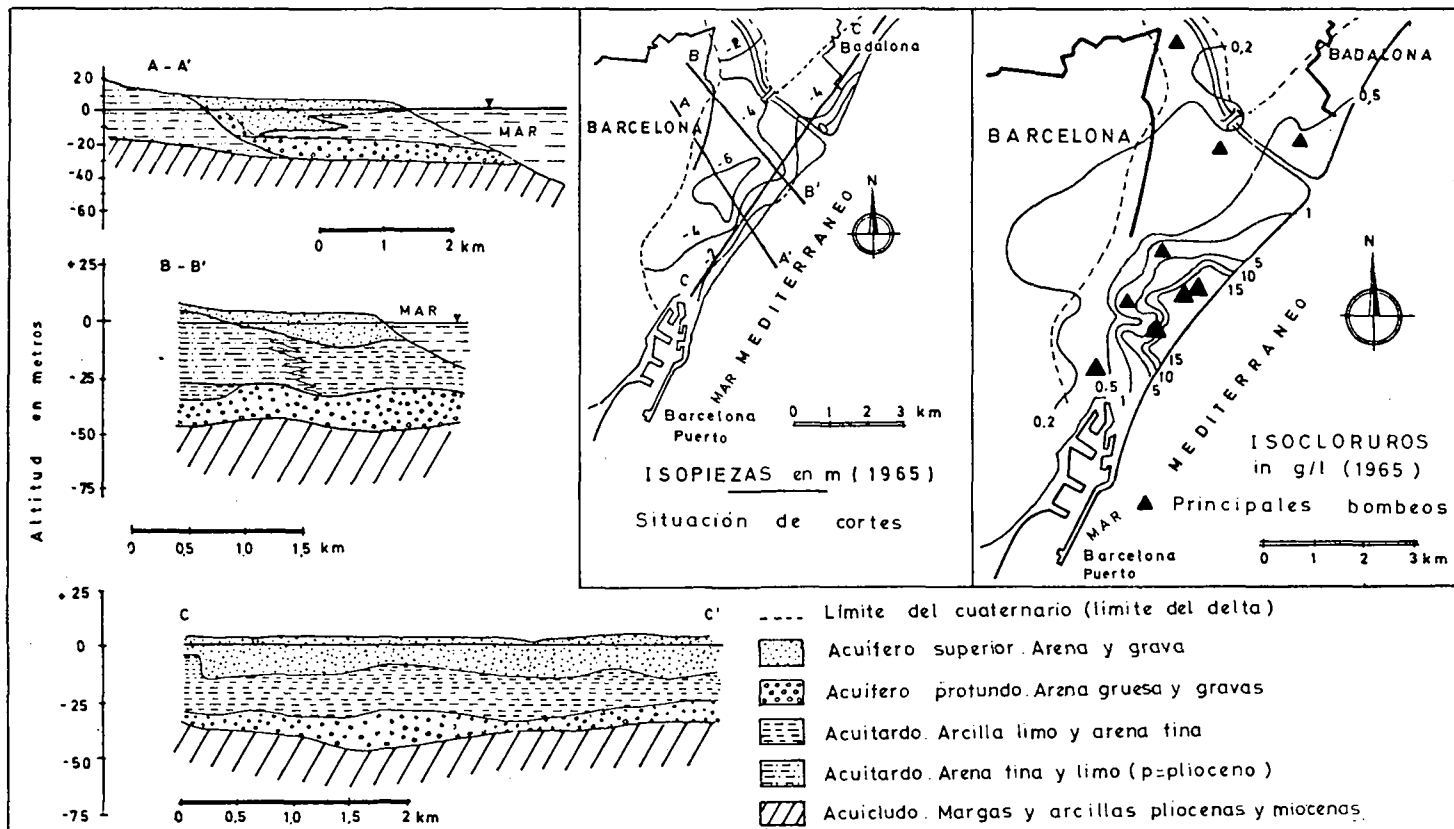 Altitud en metros
A - A'
20
0
-20
-40
-60
MAR
0 1 2 km
B - B'
+25
0
-25
-50
-75
MAR
0 0,5 1,0 1,5 km
C C'
+25
0
-25
-50
-75
0 0,5 1,0 1,5 2 km
C'
Badalona
-2
B
A
-4
-4
0
BARCELONA
-6
B'
N
-4
-2
A'
C
MAR MEDITERRANEO
Barcelona
Puerto
0 1 2 3 km
ISOPIEZAS en m (1965)
Situación de cortes
0,2
BADALONA
0,5
BARCELONA
1
5
10
15
N
15
10
5
0.5
1
0.2
MAR MEDITERRANEO
ISOCLORUROS
in g/l (1965)
Principales bombeos
Barcelona
Puerto
0 1 2 3 km
Límite del cuaternario (límite del delta)
Acuífero superior. Arena y grava
Acuífero protundo. Arena gruesa y gravas
Acuitardo. Arcilla limo y arena tina
Acuitardo. Arena tina y limo (p=plioceno)
Acuicludo. Margas y arcillas pliocenas y miocenas